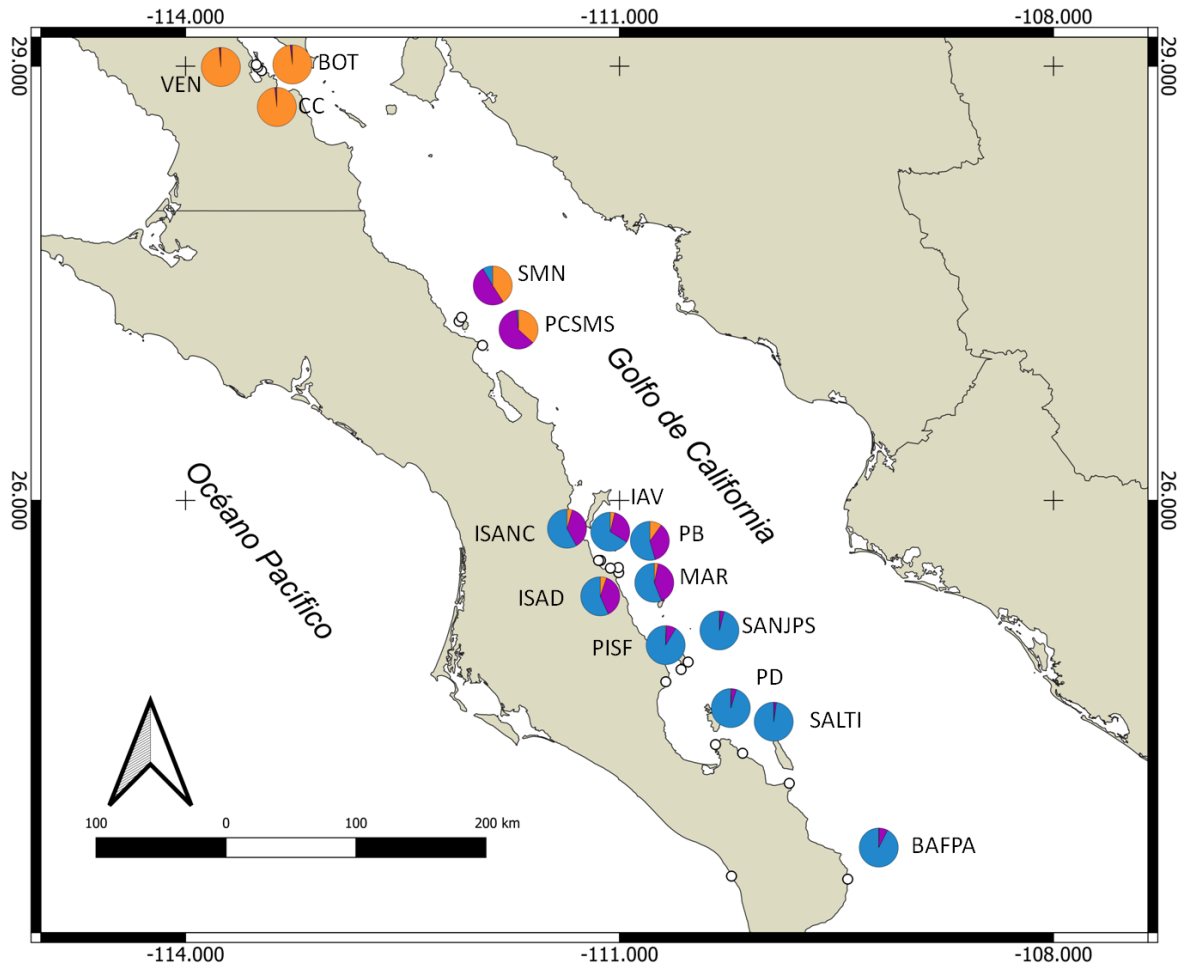 -114.000
-111.000
-108.000
29.000
29.000
BOT
VEN
CC
SMN
PCSMS
Golfo de California
26.000
26.000
Océano Pacífico
IAV
ISANC
PB
MAR
ISAD
SANJPS
PISF
PD
SALTI
100
0
100
200 km
BAFPA
-114.000
-111.000
-108.000